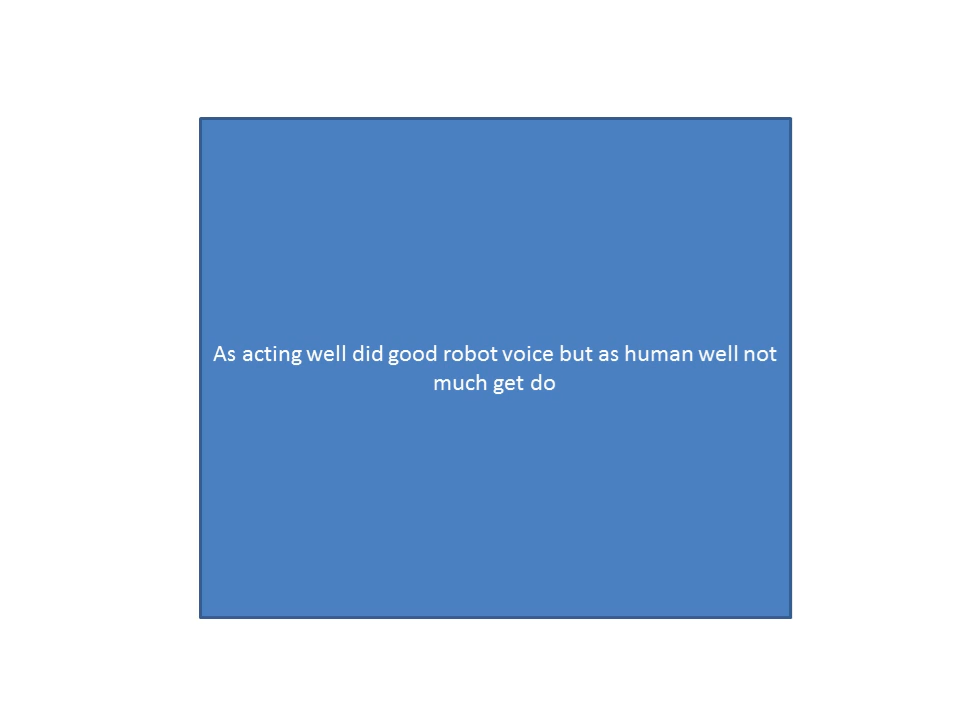 As acting well did good robot voice but as human well not
much get do